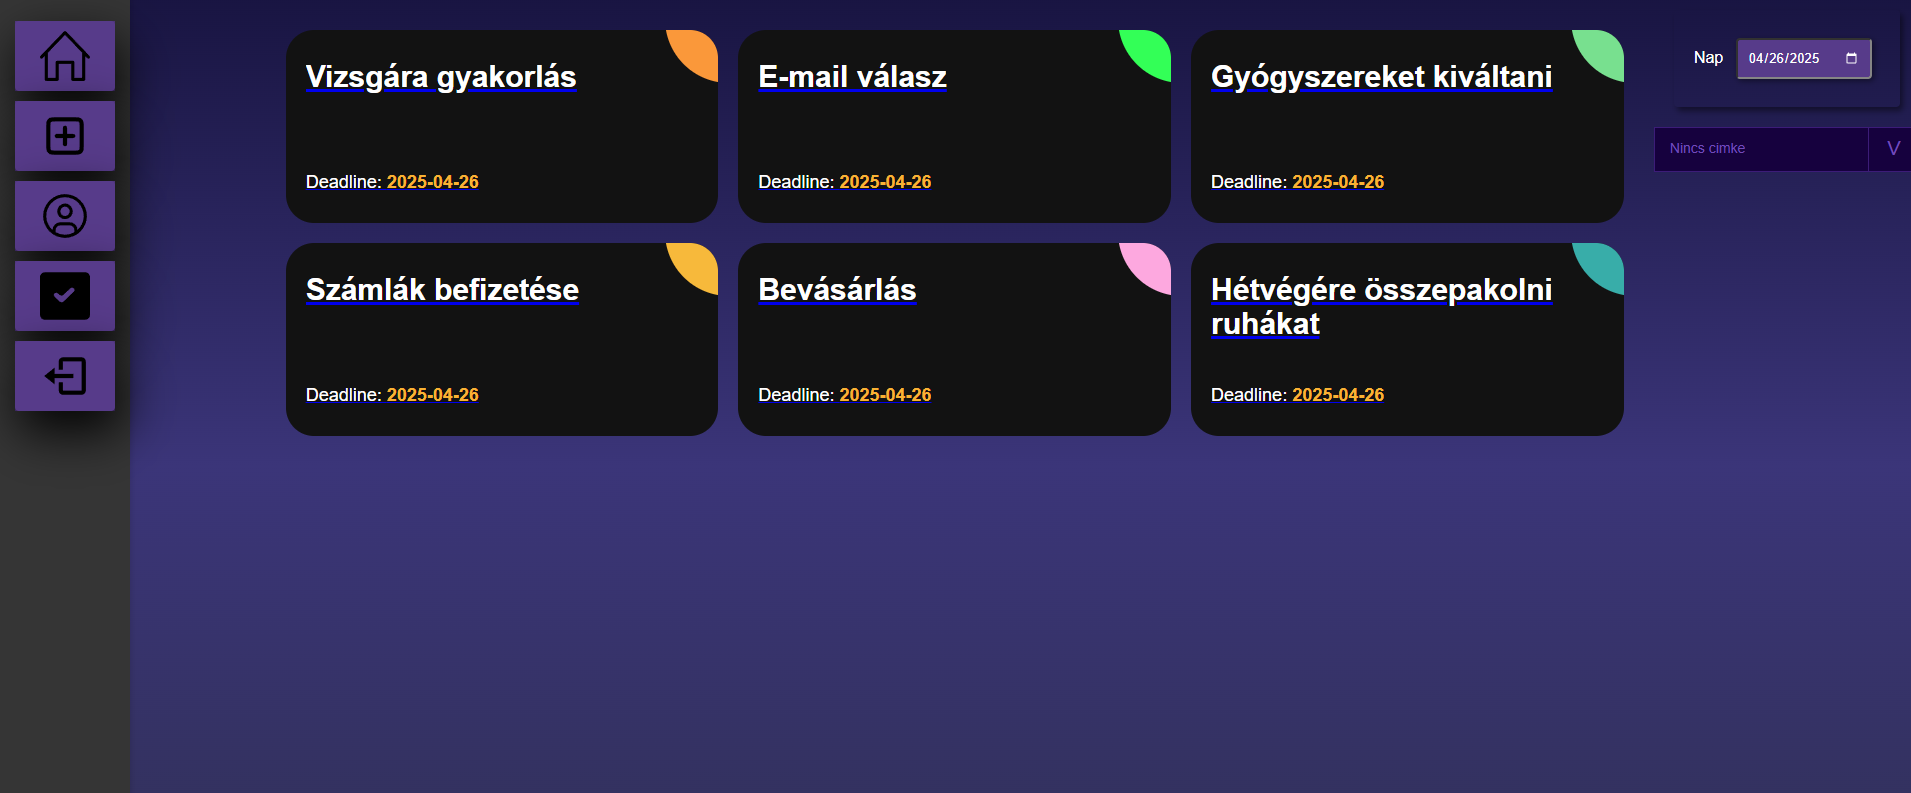 Vizsgára gyakorlás
Deadline: 2025-04-26
E-mail válasz
Deadline: 2025-04-26
Gyógyszereket kiváltani
Deadline: 2025-04-26
Számlák befizetése
Deadline: 2025-04-26
Bevásárlás
Deadline: 2025-04-26
Hétvégére összepakolni
ruhákat
Deadline: 2025-04-26
Nap 04/26/2025
Nincs cimke V